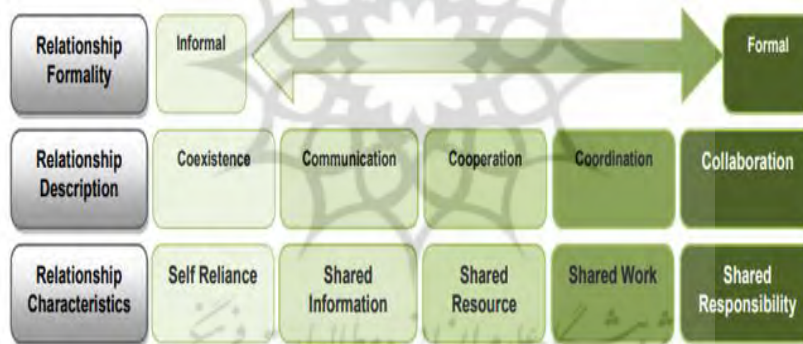 Relationship
Formality
Informal
Formal
Relationship
Description
Coexistence
Communication
Cooperation
Coordination
Collaboration
Relationship
Characteristics
Self Reliance
Shared
Information
Shared
Resource
Shared Work
Shared
Responsibility